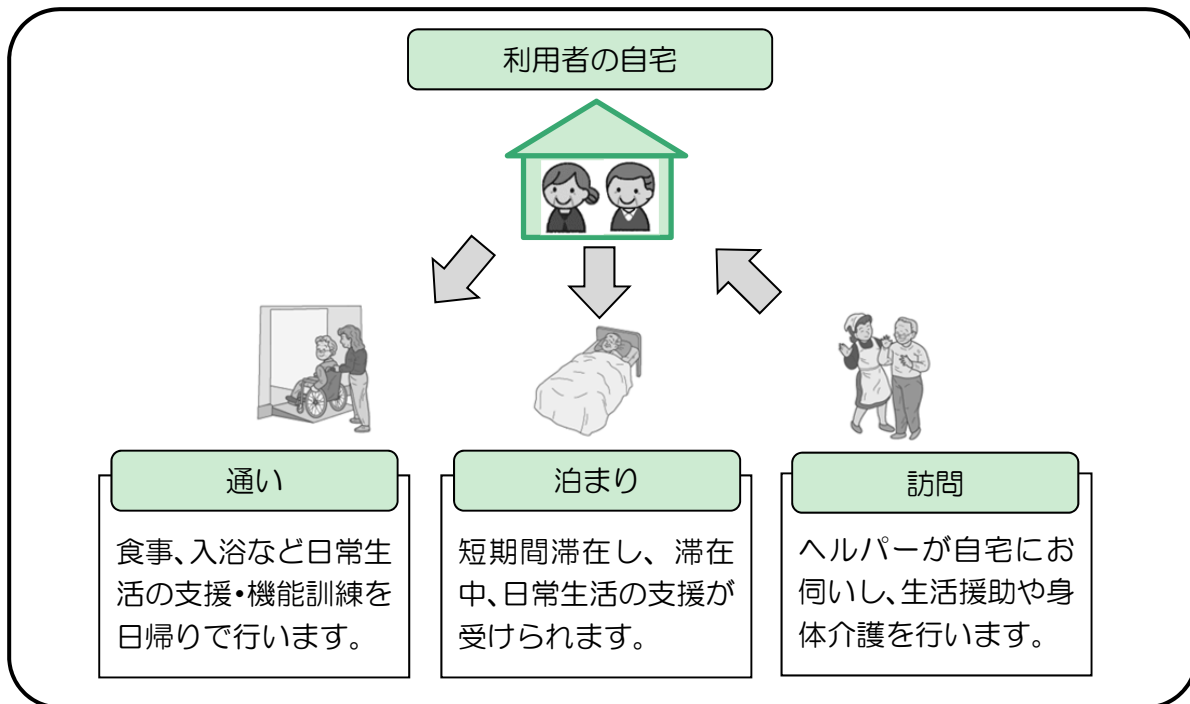 利用者の自宅
通い
食事、入浴など日常生
活の支援・機能訓練を
日帰りで行います。
泊まり
短期間滞在し、滞在
中、日常生活の支援が
受けられます。
訪問
ヘルパーが自宅にお
伺いし、生活援助や身
体介護を行います。